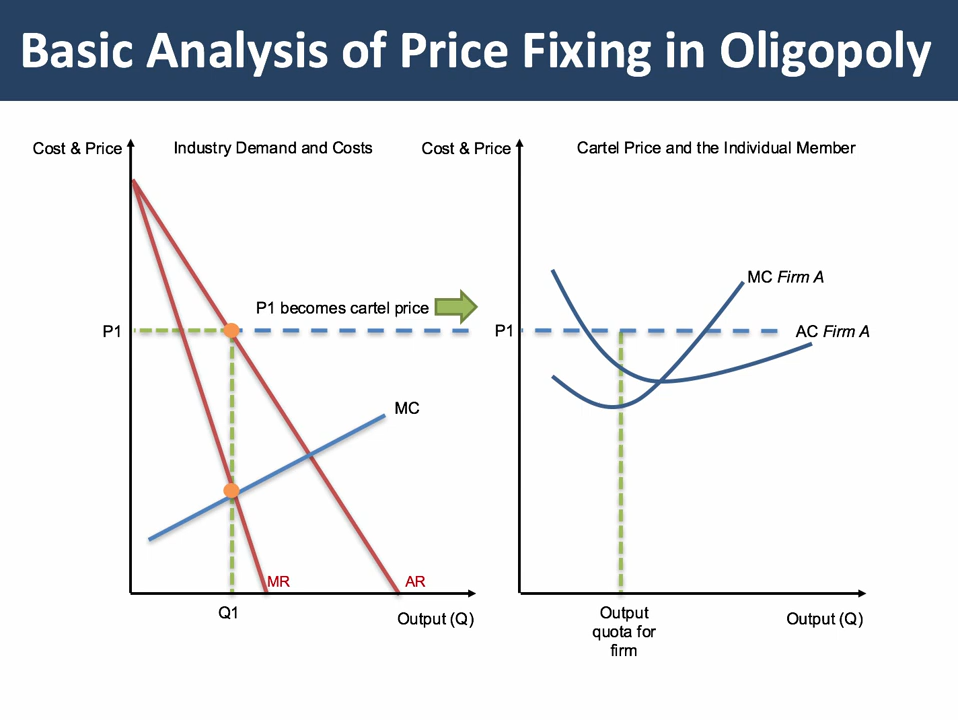 Basic Analysis of Price Fixing in Oligopoly
Cost & Price
Industry Demand and Costs
Cost & Price
Cartel Price and the Individual Member
MC Firm A
P1 becomes cartel price
P1
P1
AC Firm A
MC
MR
AR
Q1
Output (Q)
Output
quota for
firm
Output (Q)